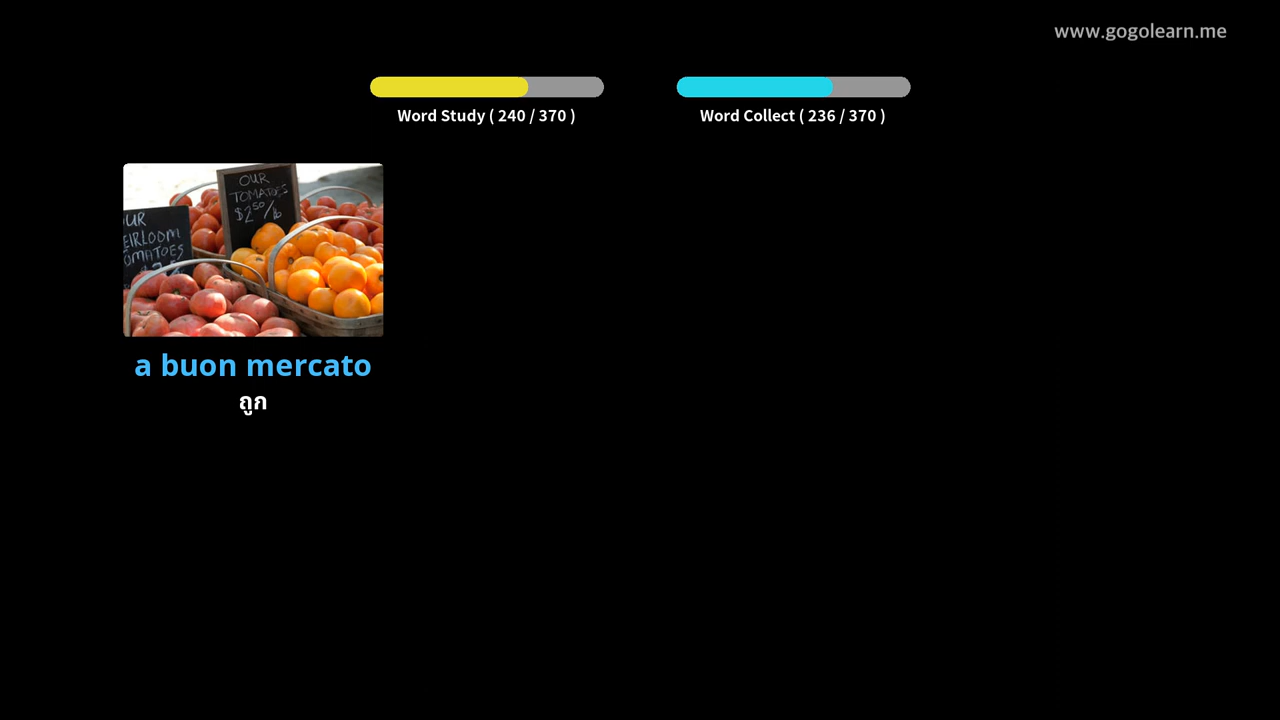 www.gogolearn.me
Word Study ( 240 / 370 )
Word Collect ( 236 / 370 )
OUR
TOMATOES
$2.50/lb
UR
EIRLOOM
OMATOES
a buon mercato
ถูก